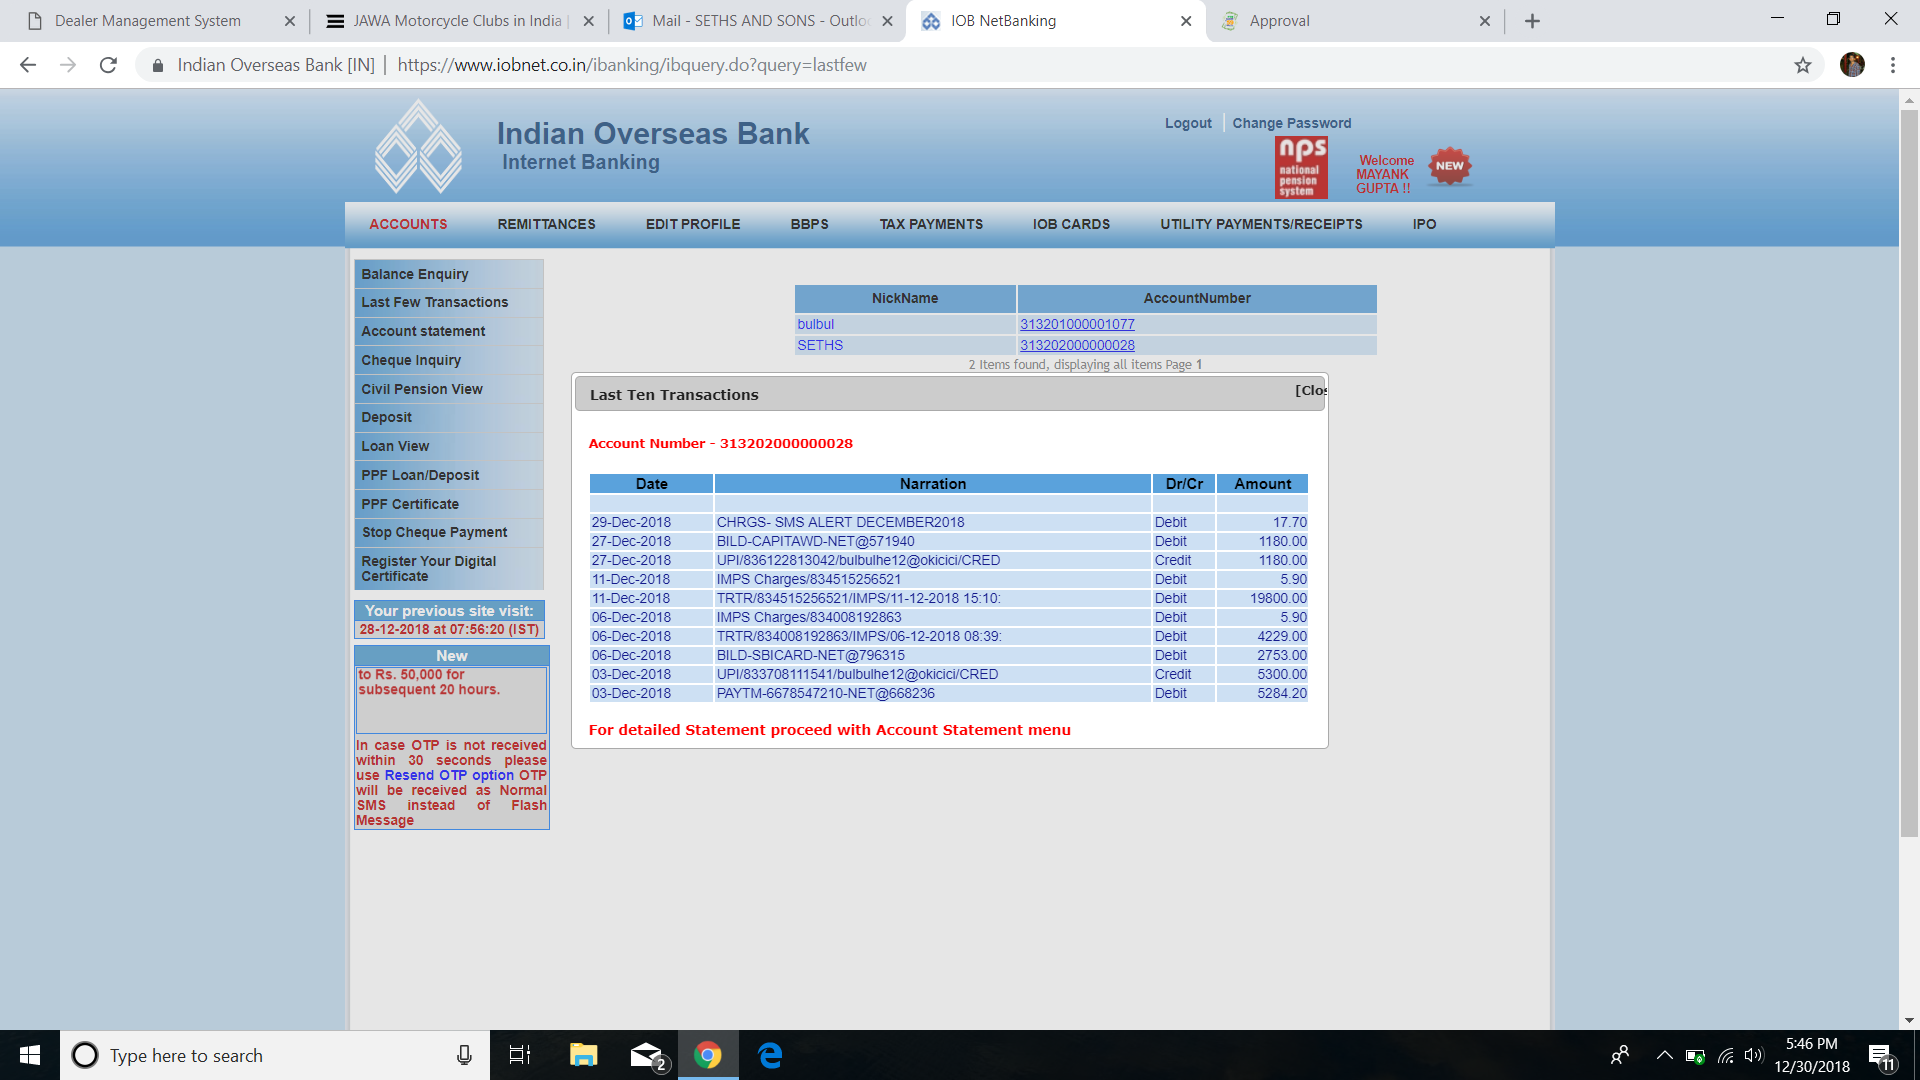 Dealer Management System
JAWA Motorcycle Clubs in India |
Mail - SETHS AND SONS - Outloo
IOB NetBanking
Approval
Indian Overseas Bank [IN] | https://www.iobnet.co.in/ibanking/ibquery.do?query=lastfew
Indian Overseas Bank
Internet Banking
Logout
Change Password
nps
national
pension
system
Welcome
MAYANK
GUPTA !!
NEW
ACCOUNTS
REMITTANCES
EDIT PROFILE
BBPS
TAX PAYMENTS
IOB CARDS
UTILITY PAYMENTS/RECEIPTS
IPO
Balance Enquiry
Last Few Transactions
Account statement
Cheque Inquiry
Civil Pension View
Deposit
Loan View
PPF Loan/Deposit
PPF Certificate
Stop Cheque Payment
Register Your Digital
Certificate
Your previous site visit:
28-12-2018 at 07:56:20 (IST)
New
to Rs. 50,000 for
subsequent 20 hours.
In case OTP is not received
within 30 seconds please
use Resend OTP option OTP
will be received as Normal
SMS instead of Flash
Message
NickName AccountNumber
bulbul 313201000001077
SETHS 313202000000028
2 Items found, displaying all items Page 1
Last Ten Transactions
[Clos
Account Number - 313202000000028
Date Narration Dr/Cr Amount
29-Dec-2018 CHRGS- SMS ALERT DECEMBER2018 Debit 17.70
27-Dec-2018 BILD-CAPITAWD-NET@571940 Debit 1180.00
27-Dec-2018 UPI/836122813042/bulbulhe12@okicici/CRED Credit 1180.00
11-Dec-2018 IMPS Charges/834515256521 Debit 5.90
11-Dec-2018 TRTR/834515256521/IMPS/11-12-2018 15:10: Debit 19800.00
06-Dec-2018 IMPS Charges/834008192863 Debit 5.90
06-Dec-2018 TRTR/834008192863/IMPS/06-12-2018 08:39: Debit 4229.00
06-Dec-2018 BILD-SBICARD-NET@796315 Debit 2753.00
03-Dec-2018 UPI/833708111541/bulbulhe12@okicici/CRED Credit 5300.00
03-Dec-2018 PAYTM-6678547210-NET@668236 Debit 5284.20
For detailed Statement proceed with Account Statement menu
Type here to search
2
5:46 PM
12/30/2018
11